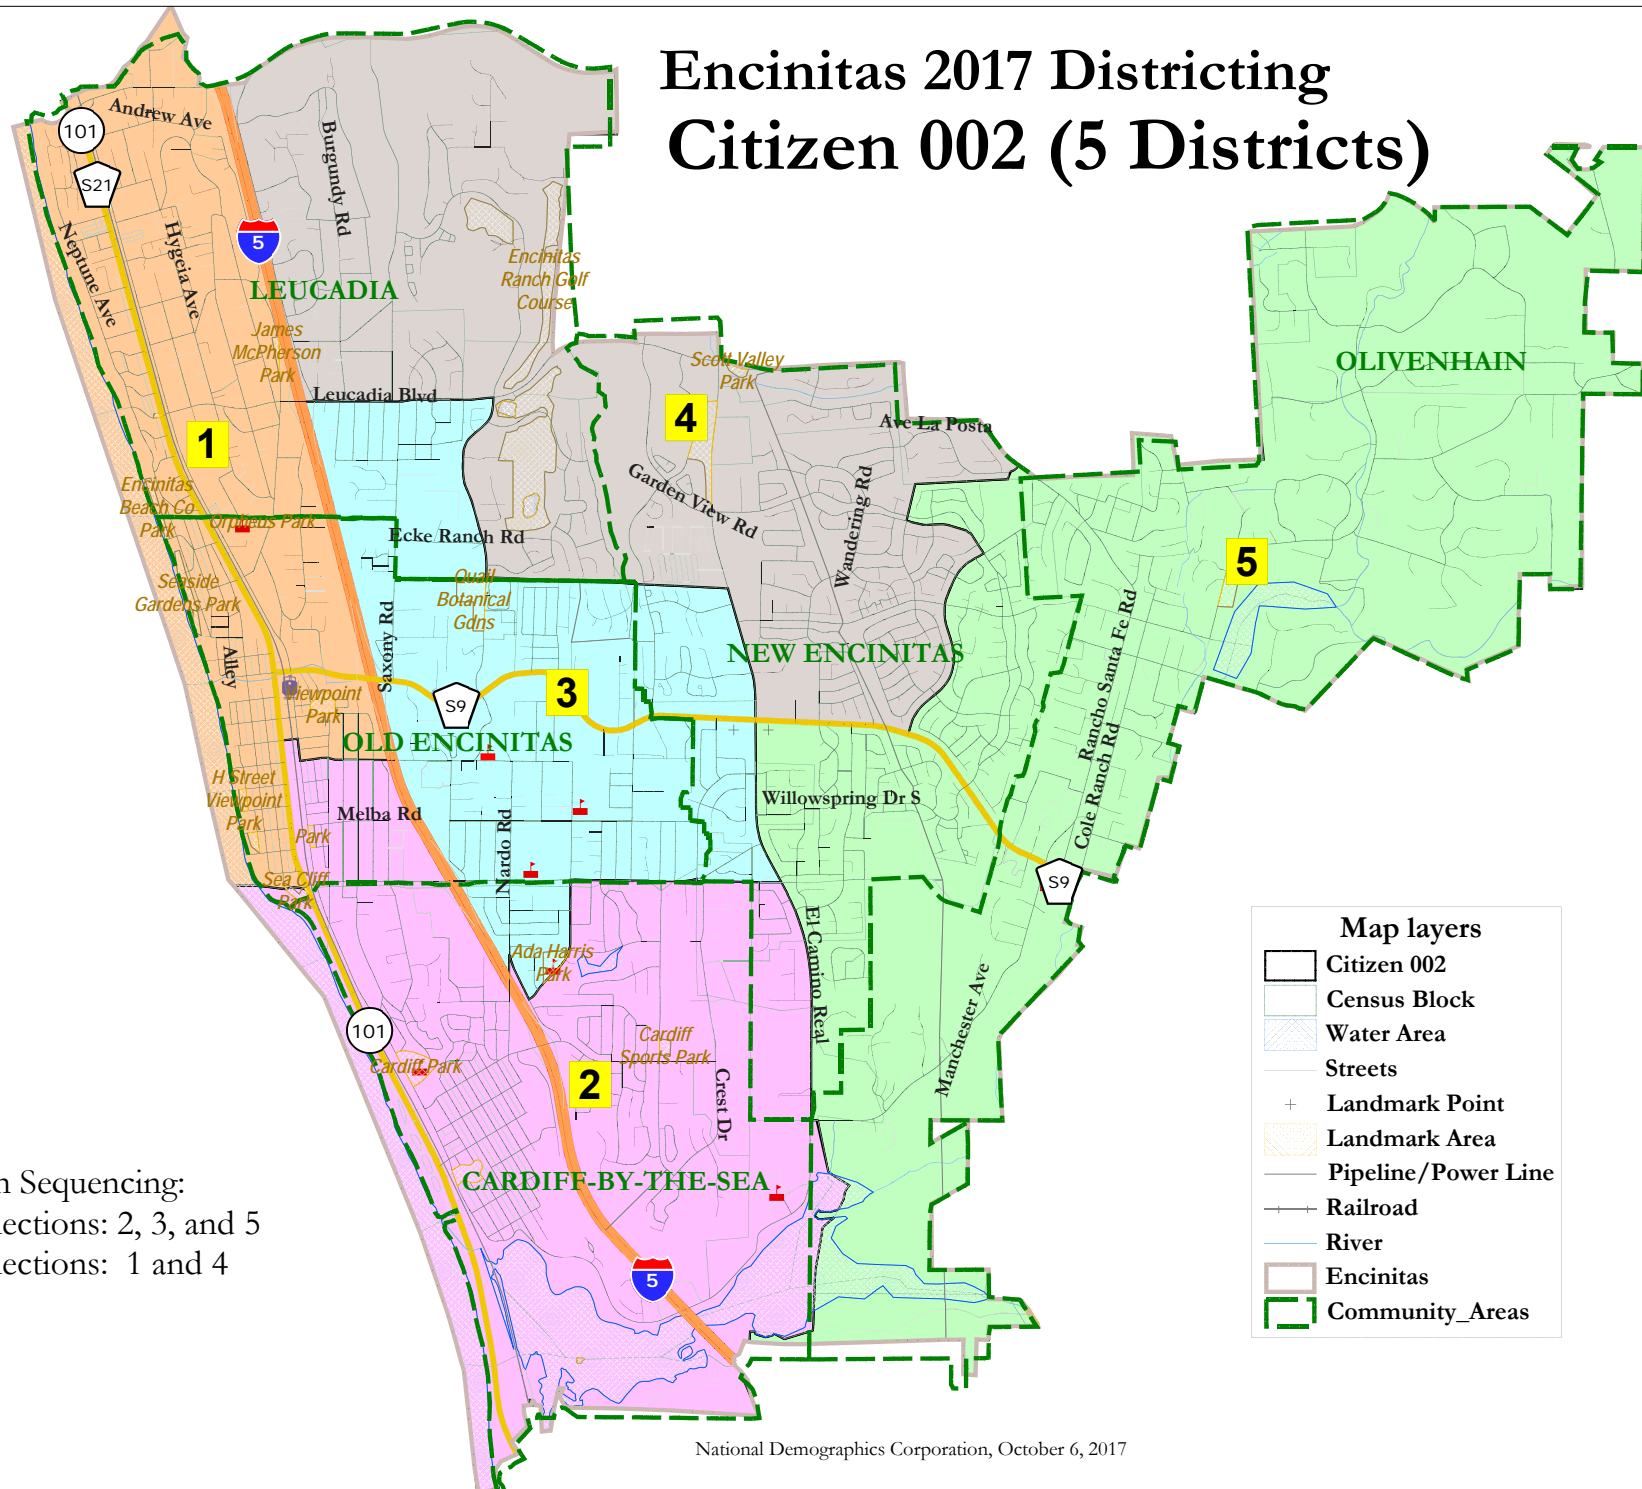 Encinitas 2017 Districting
Citizen 002 (5 Districts)
Andrew Ave
101
S21
Burgundy Rd
Neptune Ave
Hygeia Ave
5
LEUCADIA
Encinitas
Ranch Golf
Course
James
McPherson
Park
Leucadia Blvd
Scott Valley
Park
OLIVENHAIN
4
Ave La Posta
1
Garden View Rd
Wandering Rd
Encinitas
Beach Co
Park
Orpheus Park
Ecke Ranch Rd
5
Seaside
Gardens Park
Quail
Botanical
Gdns
Saxony Rd
Alley
NEW ENCINITAS
Rancho Santa Fe Rd
Cole Ranch Rd
Viewpoint
Park
S9
3
OLD ENCINITAS
H Street
Viewpoint
Park
Park
Melba Rd
Nardo Rd
Willowspring Dr S
Sea Cliff
Park
S9
El Camino Real
Manchester Ave
Ada Harris
Park
101
Cardiff
Sports Park
Cardiff Park
2
Crest Dr
CARDIFF-BY-THE-SEA
5
n Sequencing:
lections: 2, 3, and 5
lections: 1 and 4
Map layers
Citizen 002
Census Block
Water Area
Streets
Landmark Point
Landmark Area
Pipeline/Power Line
Railroad
River
Encinitas
Community_Areas
National Demographics Corporation, October 6, 2017